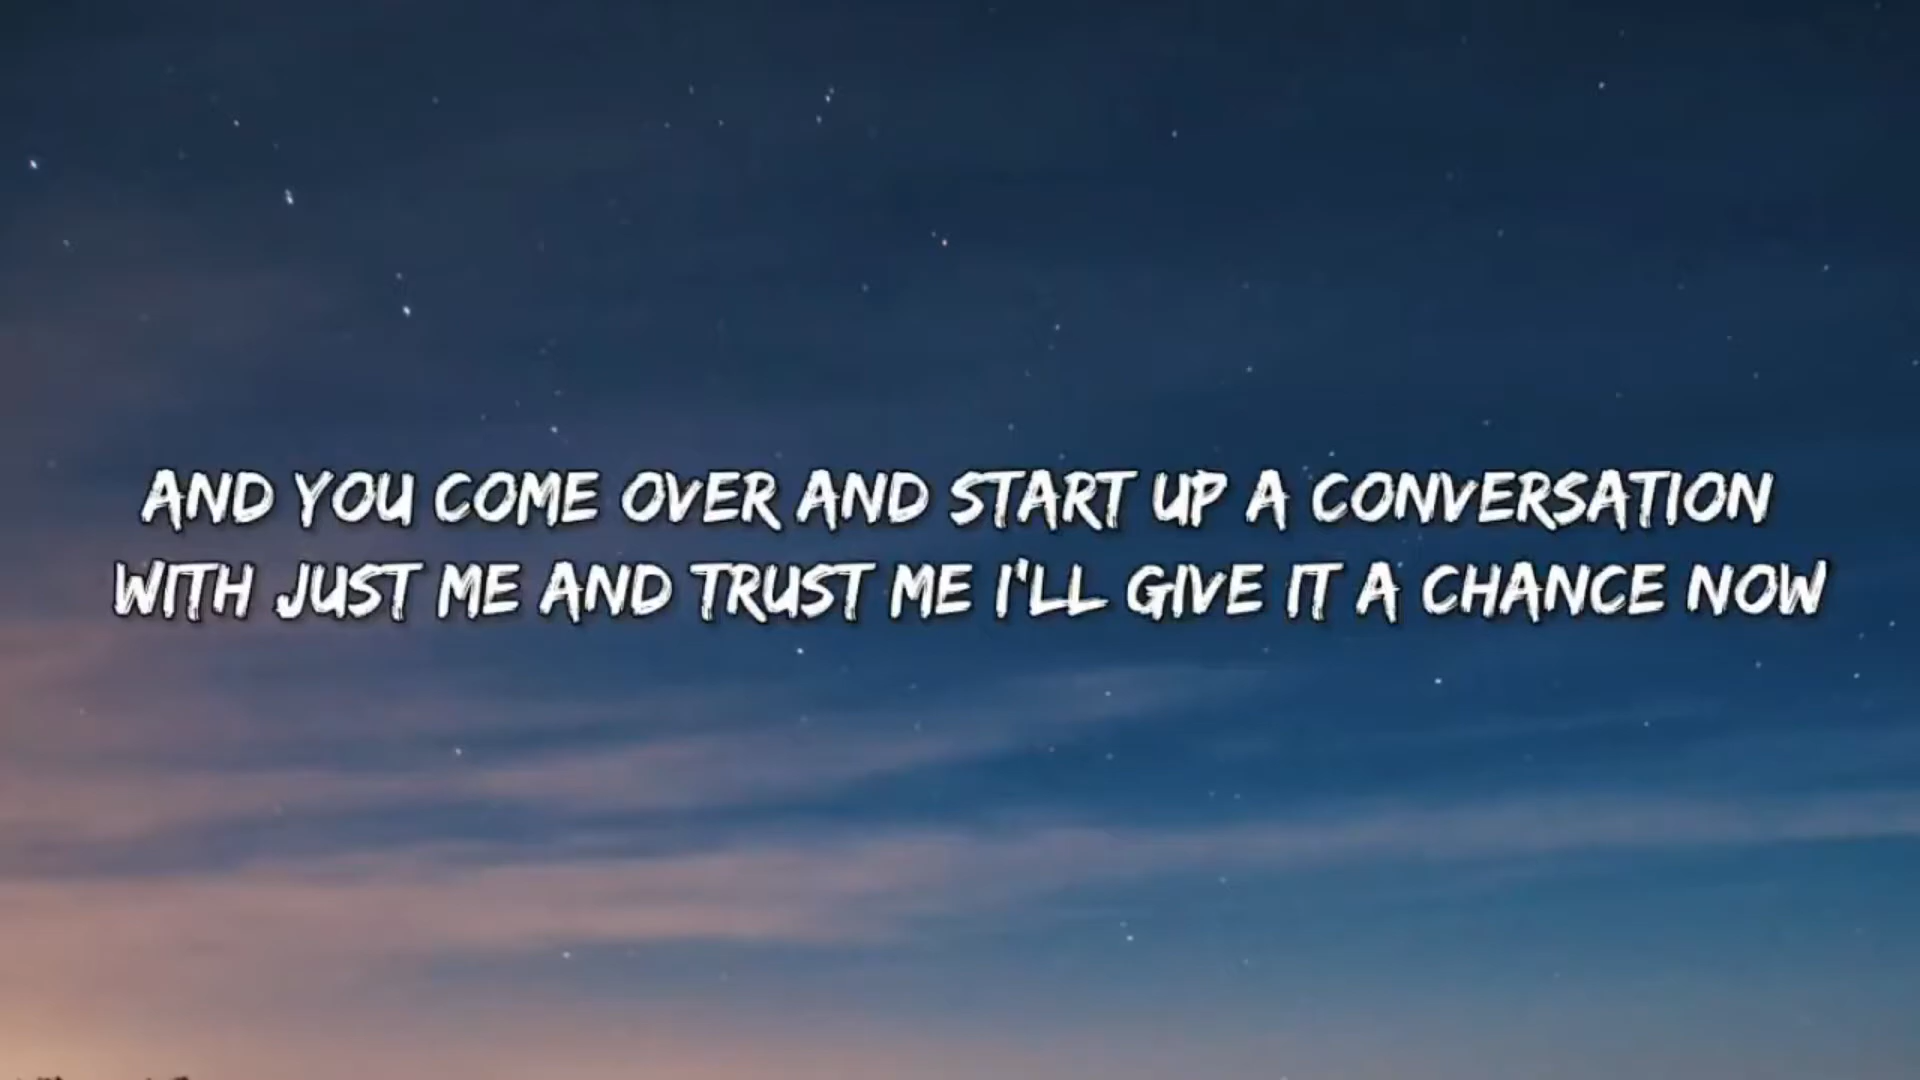 AND YOU COME OVER AND START UP A CONVERSATION
WITH JUST ME AND TRUST ME I'LL GIVE IT A CHANCE NOW